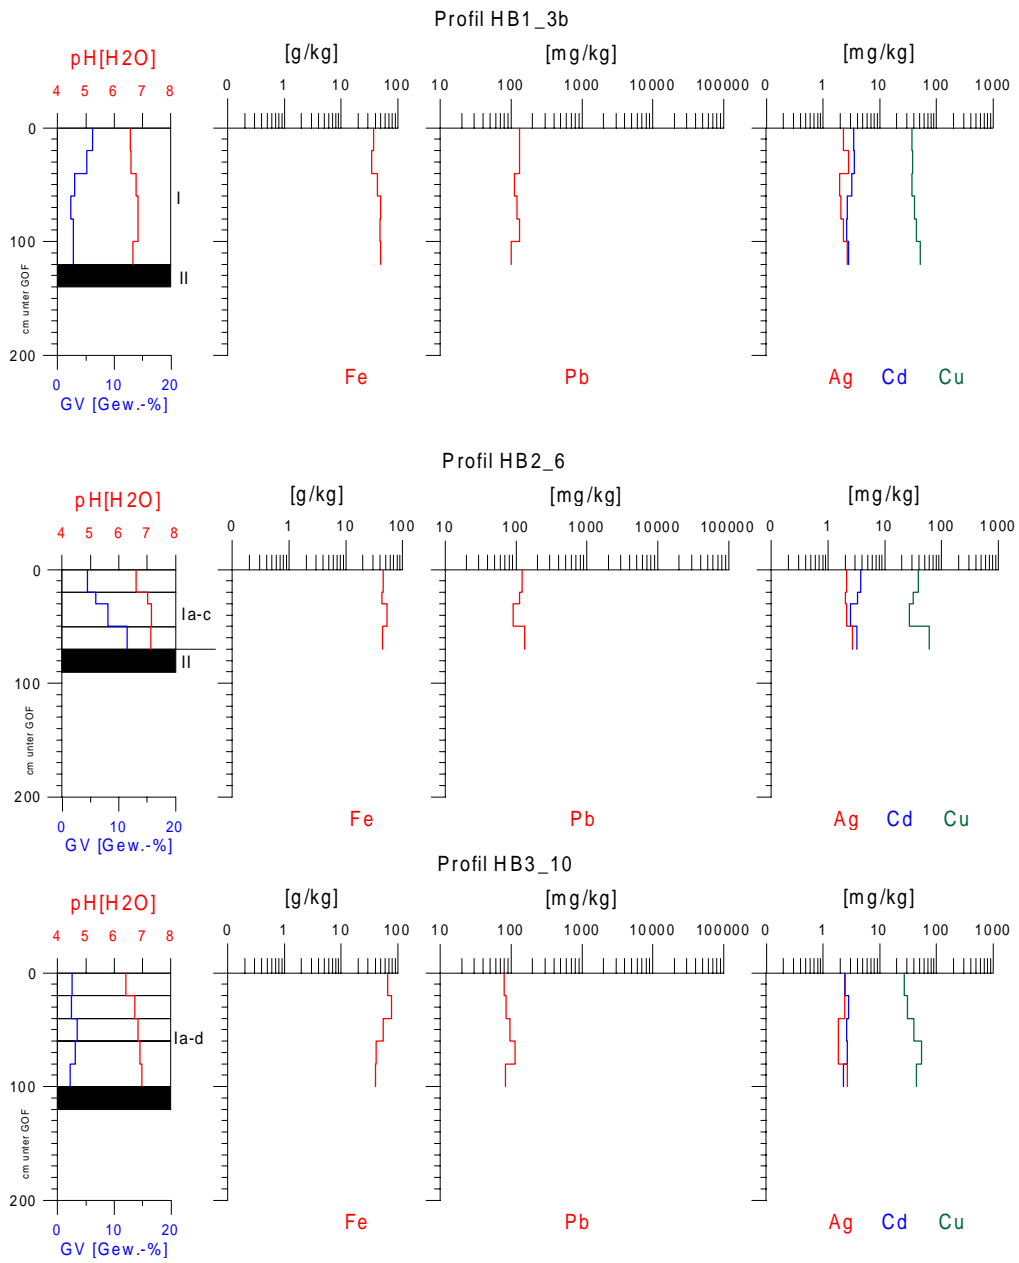 Profil HB1_3b
pH[H2O] [g/kg] [mg/kg] [mg/kg]
4 5 6 7 8 0 1 10 100 10 100 1000 10000 100000 0 1 10 100 1000
0
I
100
II
cm unter GOF
200
Fe Pb Ag Cd Cu
0 10 20
GV [Gew.-%]
Profil HB2_6
pH[H2O] [g/kg] [mg/kg] [mg/kg]
4 5 6 7 8 0 1 10 100 10 100 1000 10000 100000 0 1 10 100 1000
0
Ia-c
II
100
cm unter GOF
200
Fe Pb Ag Cd Cu
0 10 20
GV [Gew.-%]
Profil HB3_10
pH[H2O] [g/kg] [mg/kg] [mg/kg]
4 5 6 7 8 0 1 10 100 10 100 1000 10000 100000 0 1 10 100 1000
0
Ia-d
100
cm unter GOF
200
Fe Pb Ag Cd Cu
0 10 20
GV [Gew.-%]